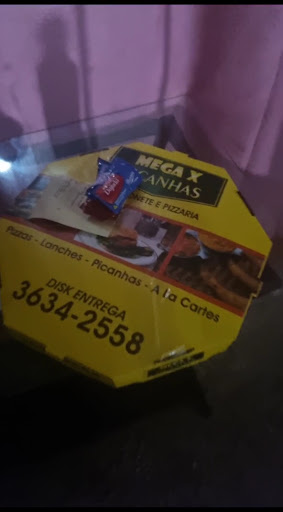 MEGA X
CANHAS
E PIZZARIA
Pizzas - Lanches - Picanhas - A la Cartes
DISK ENTREGA
3634-2558